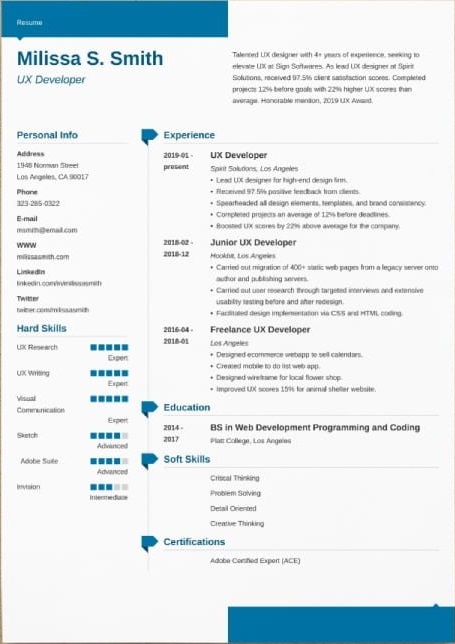 Resume
Milissa S. Smith
UX Developer
Talented UX designer with 4+ years of experience, seeking to
elevate UX at Sign Softwares. As lead UX designer at Spirit
Solutions, received 97.5% client satisfaction scores. Completed
projects 12% before goals with 22% higher UX scores than
average. Honorable mention, 2019 UX Award.
Personal Info
Address
1948 Norman Street
Los Angeles, CA 90017
Phone
323-285-0322
E-mail
msmith@email.com
WWW
milissasmith.com
LinkedIn
linkedin.com/in/milissasmith
Twitter
twitter.com/milissasmith
Hard Skills
UX Research
Expert
UX Writing
Expert
Visual
Communication
Expert
Sketch
Advanced
Adobe Suite
Advanced
Invision
Intermediate
Experience
2019-01 -
present
UX Developer
Spirit Solutions, Los Angeles
• Lead UX designer for high-end design firm.
• Received 97.5% positive feedback from clients.
• Spearheaded all design elements, templates, and brand consistency.
• Completed projects an average of 12% before deadlines.
• Boosted UX scores by 22% above average for the company.
2018-02 -
2018-12
Junior UX Developer
Hookist, Los Angeles
• Carried out migration of 400+ static web pages from a legacy server onto
author and publishing servers.
• Carried out user research through targeted interviews and extensive
usability testing before and after redesign.
• Facilitated design implementation via CSS and HTML coding.
2016-04 -
2018-01
Freelance UX Developer
Los Angeles
• Designed ecommerce webapp to sell calendars.
• Created mobile to do list web app.
• Designed wireframe for local flower shop.
• Improved UX scores 15% for animal shelter website.
Education
2014 -
2017
BS in Web Development Programming and Coding
Platt College, Los Angeles
Soft Skills
Critical Thinking
Problem Solving
Detail Oriented
Creative Thinking
Certifications
Adobe Certified Expert (ACE)